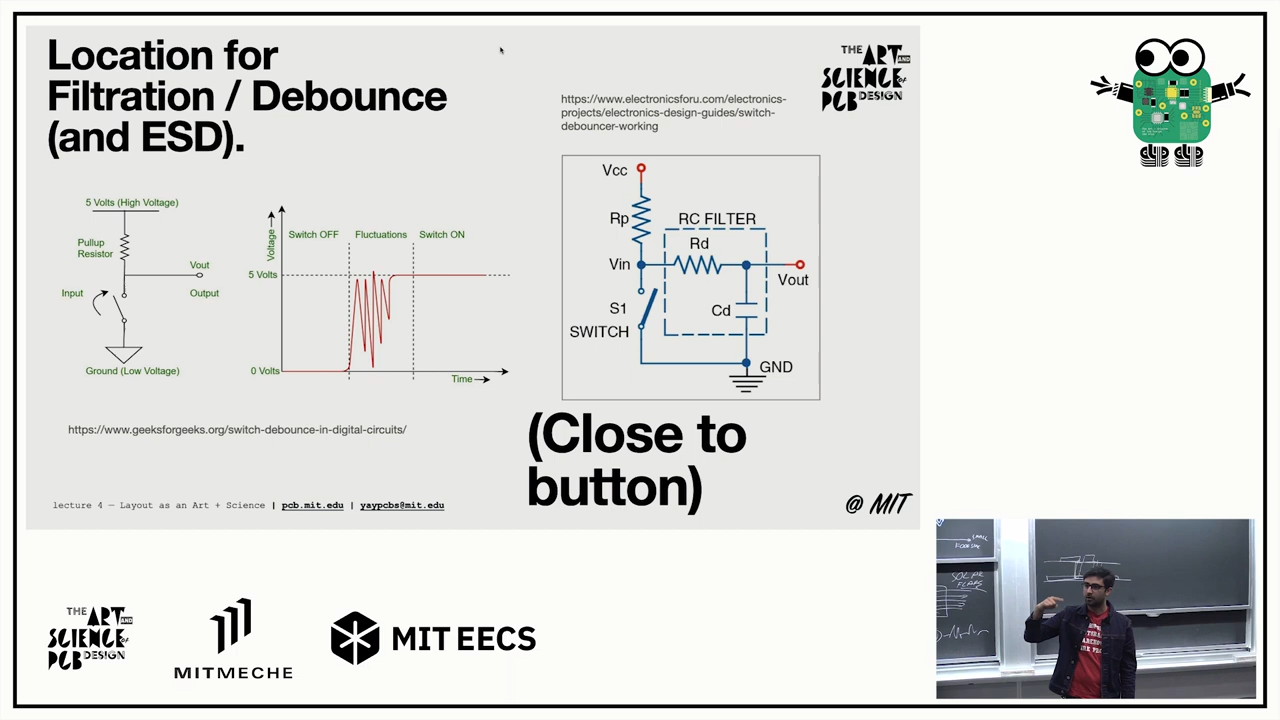 Location for
Filtration / Debounce
(and ESD).
https://www.electronicsforu.com/electronics-
projects/electronics-design-guides/switch-
debouncer-working
THE ART AND
SCIENCE of
PCB DESIGN
5 Volts (High Voltage)
Pullup
Resistor
Vout
Input
Output
Ground (Low Voltage)
Voltage
Switch OFF
Fluctuations
Switch ON
5 Volts
0 Volts
Time
Vcc
Rp
RC FILTER
Rd
Vin
Vout
S1
SWITCH
Cd
GND
https://www.geeksforgeeks.org/switch-debounce-in-digital-circuits/
(Close to
button)
lecture 4 — Layout as an Art + Science | pcb.mit.edu | yaypcbs@mit.edu
@ MIT
SOLAR
FLARE
THE ART AND
SCIENCE of
PCB DESIGN
MITMECHE
MIT EECS